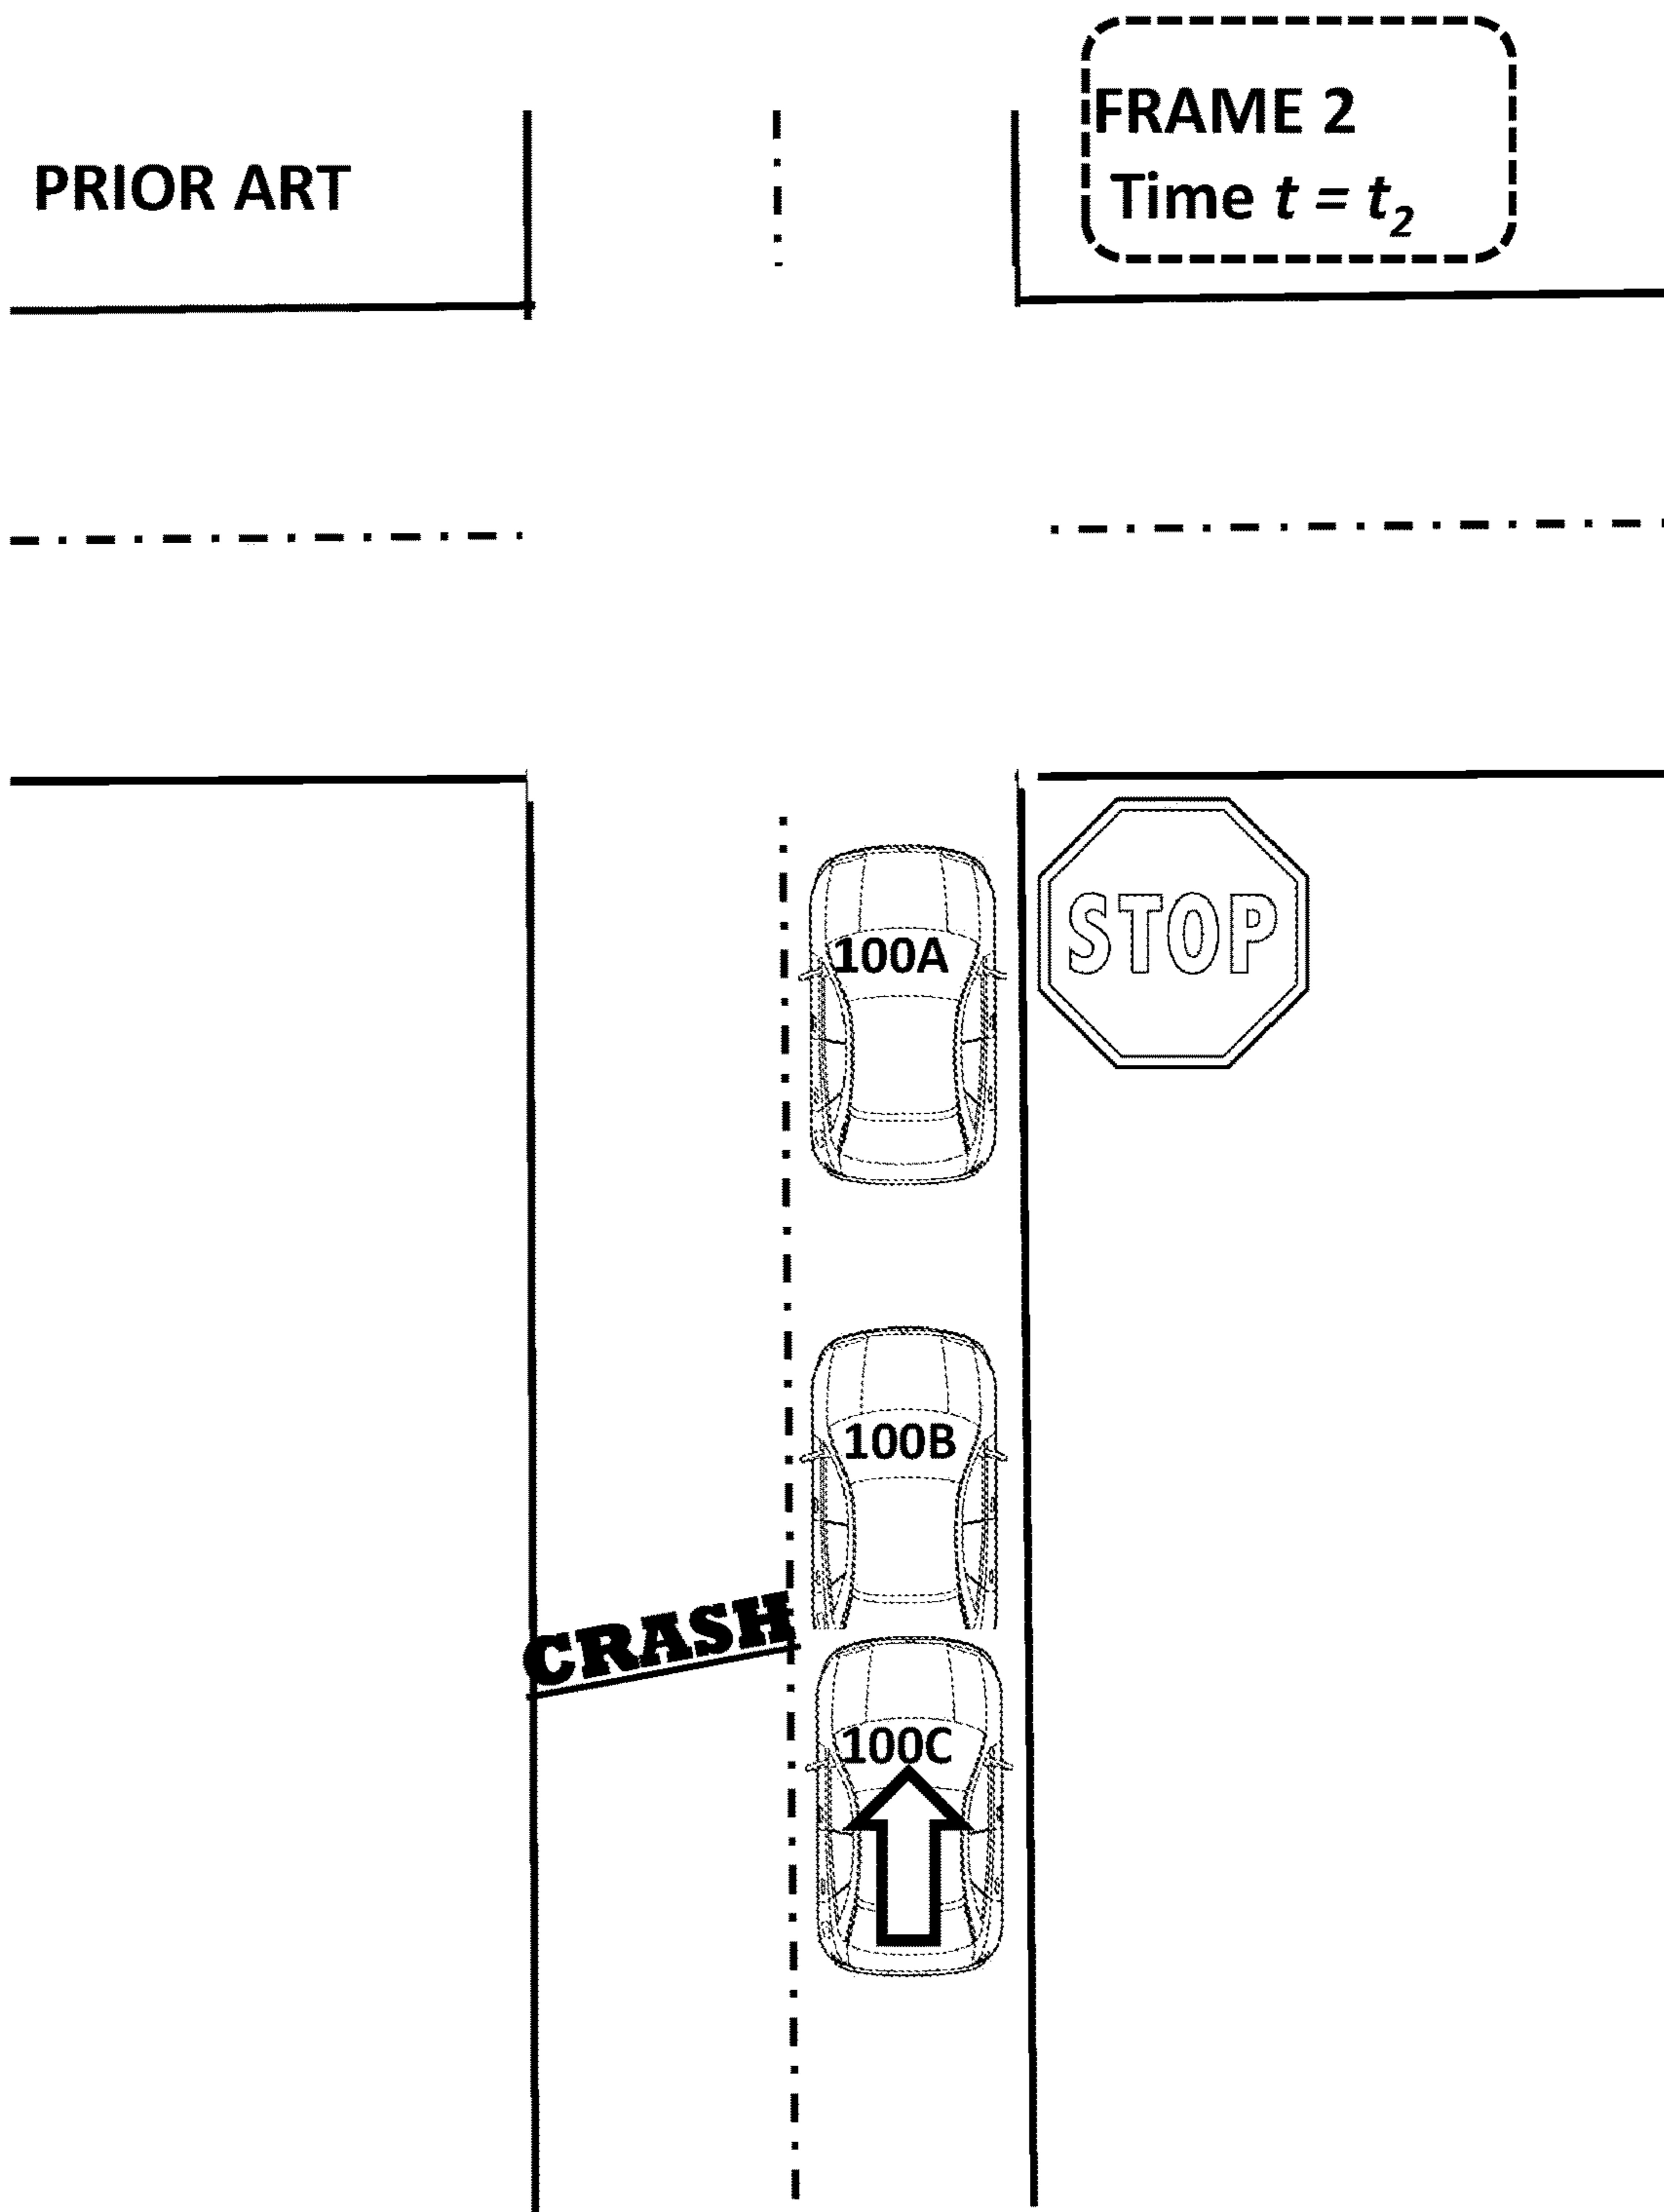 PRIOR ART
FRAME 2
Time t = t₂
100A
STOP
100B
CRASH
100C